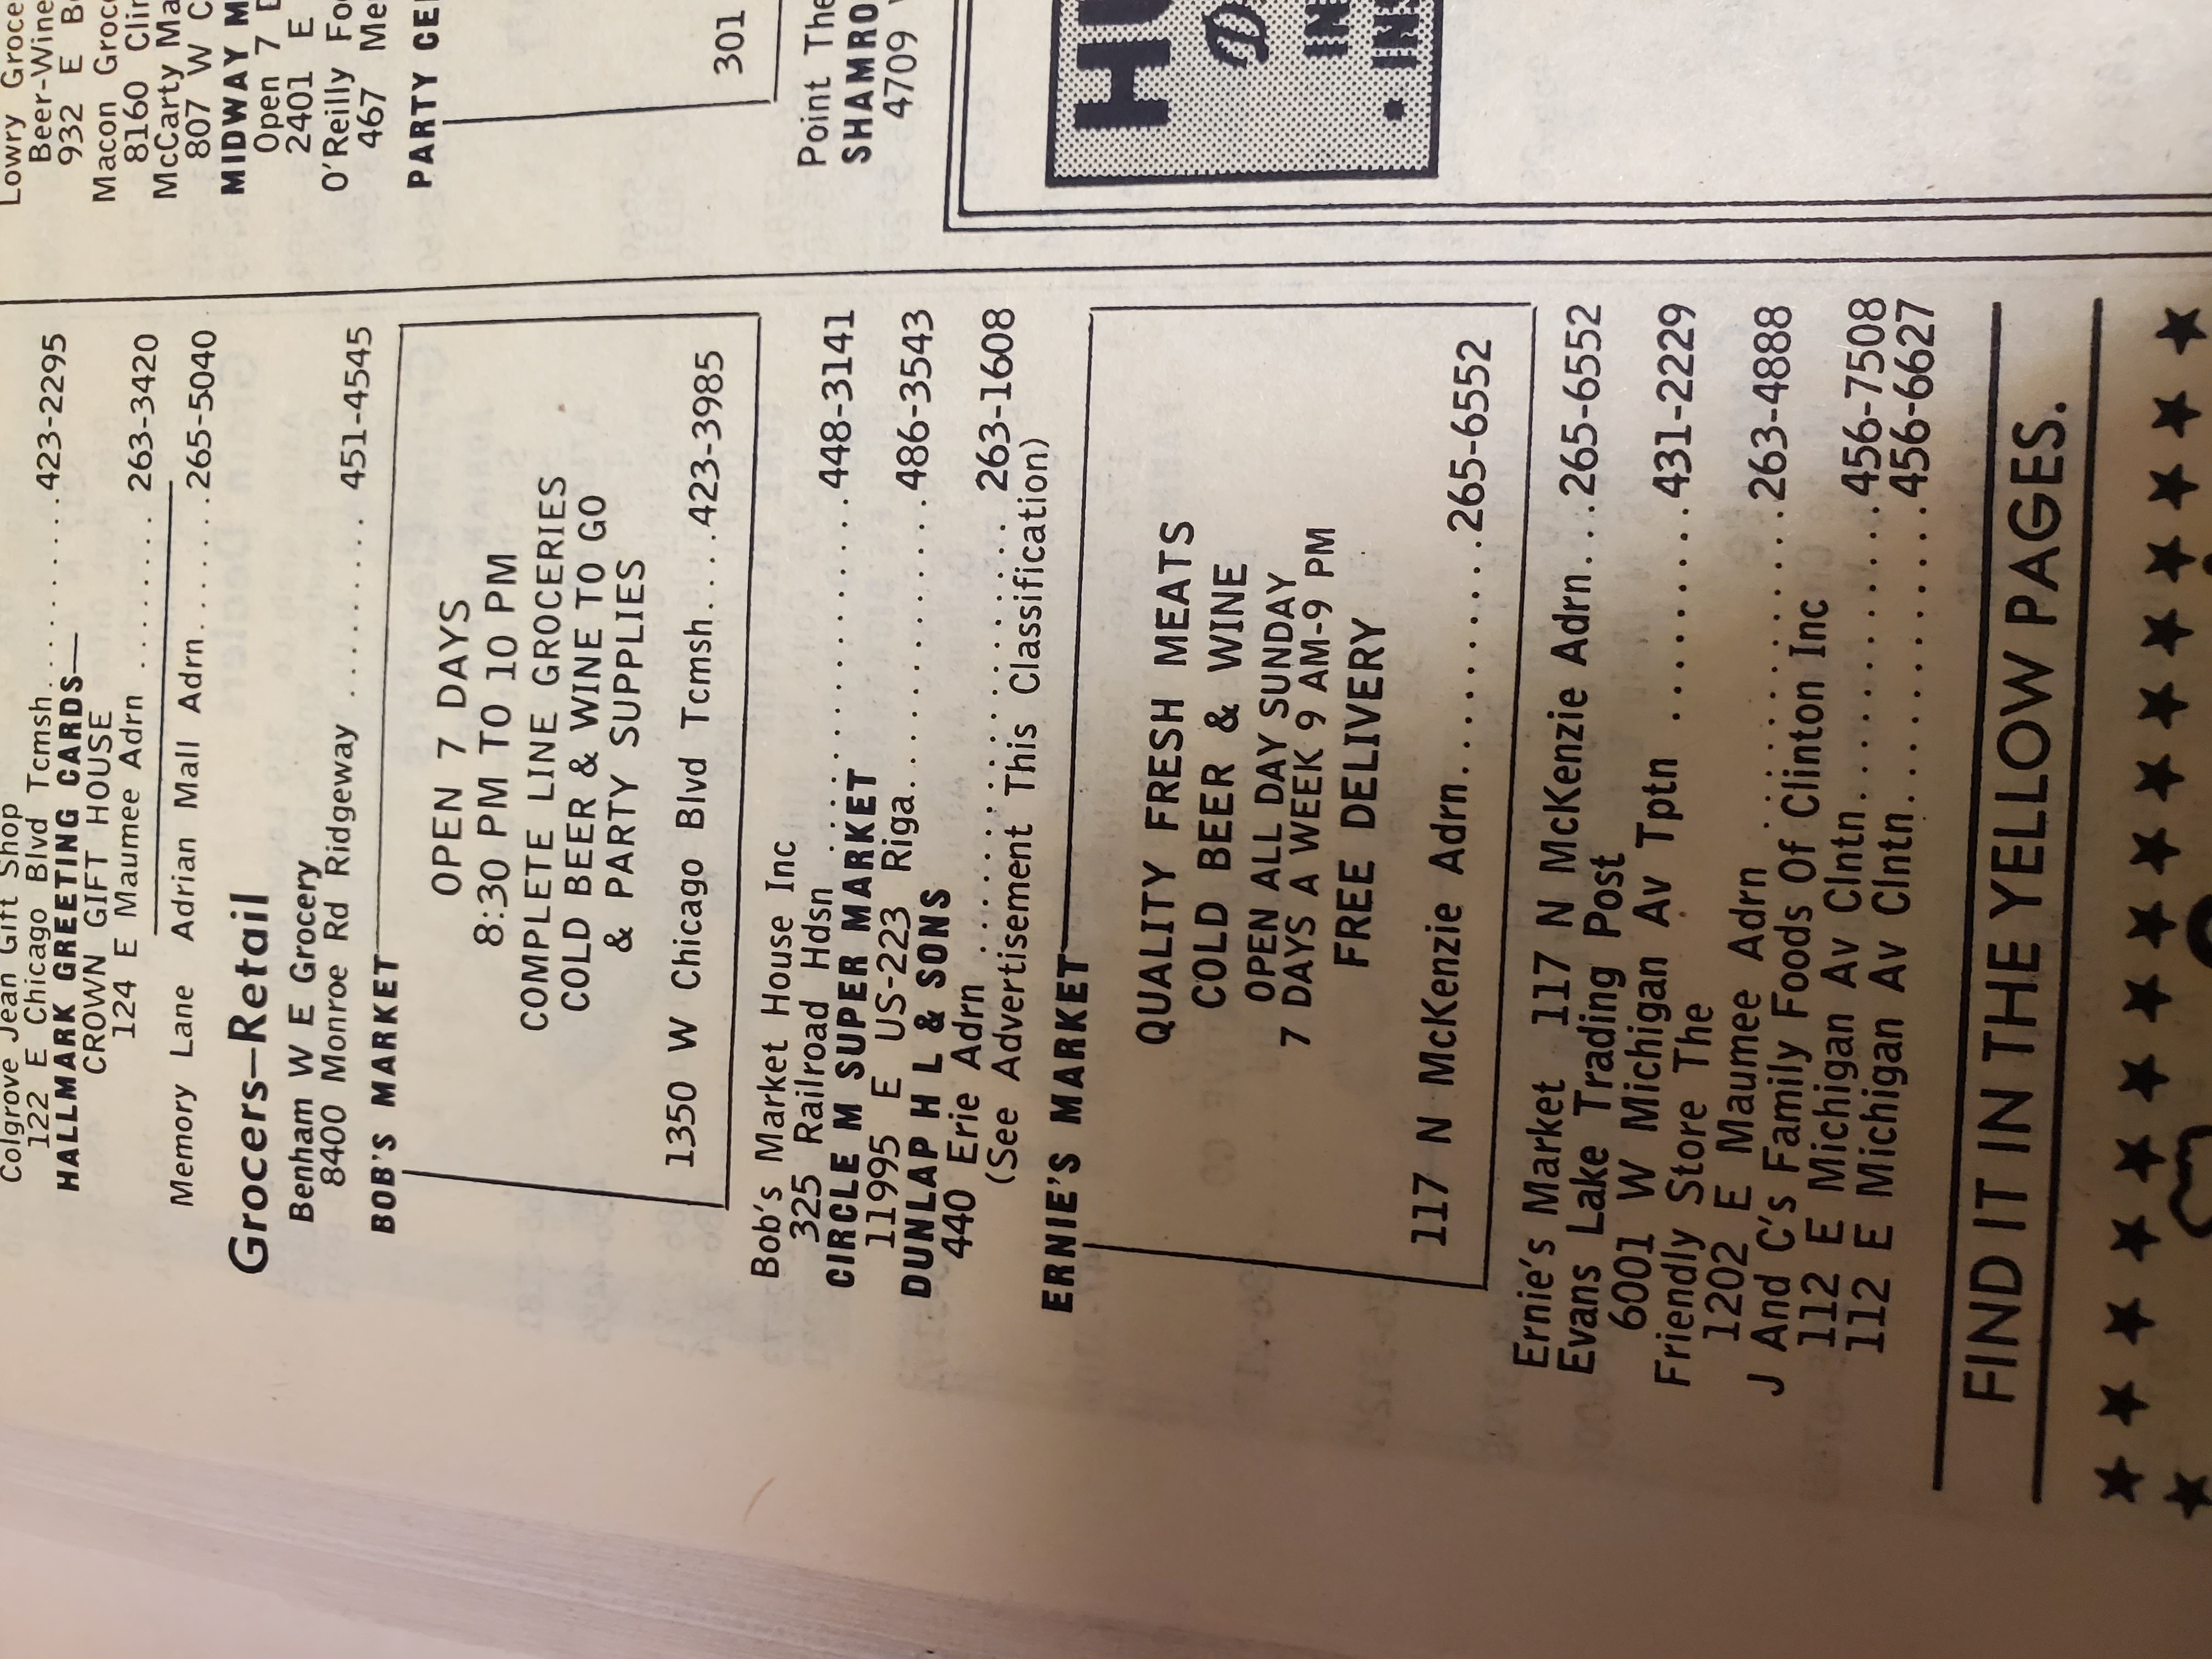 Colgrove Jean Gift Shop
122 E Chicago Blvd Tcmsh.......423-2295
HALLMARK GREETING CARDS—
CROWN GIFT HOUSE
124 E Maumee Adrn ........ 263-3420
Memory Lane Adrian Mall Adrn......265-5040
Grocers—Retail
Benham W E Grocery
8400 Monroe Rd Ridgeway ........ 451-4545
BOB'S MARKET
OPEN 7 DAYS
8:30 PM TO 10 PM
COMPLETE LINE GROCERIES
COLD BEER & WINE TO GO
& PARTY SUPPLIES
1350 W Chicago Blvd Tcmsh....423-3985
Bob's Market House Inc
325 Railroad Hdsn ............448-3141
CIRCLE M SUPER MARKET
11995 E US-223 Riga..........486-3543
DUNLAP H L & SONS
440 Erie Adrn ............. 263-1608
(See Advertisement This Classification)
ERNIE'S MARKET
QUALITY FRESH MEATS
COLD BEER & WINE
OPEN ALL DAY SUNDAY
7 DAYS A WEEK 9 AM-9 PM
FREE DELIVERY
117 N McKenzie Adrn..........265-6552
Ernie's Market 117 N McKenzie Adrn...265-6552
Evans Lake Trading Post
6001 W Michigan Av Tptn ........431-2229
Friendly Store The
1202 E Maumee Adrn ...........263-4888
J And C's Family Foods Of Clinton Inc
112 E Michigan Av Clntn..........456-7508
112 E Michigan Av Clntn..........456-6627
FIND IT IN THE YELLOW PAGES.
Lowry Groce
Beer-Wine
932 E
Macon Groc
8160 Clin
McCarty Ma
807 W C
MIDWAY M
Open 7 D
2401 E
O'Reilly Fo
467 Me
PARTY CE
301
Point The
SHAMRO
4709
IN